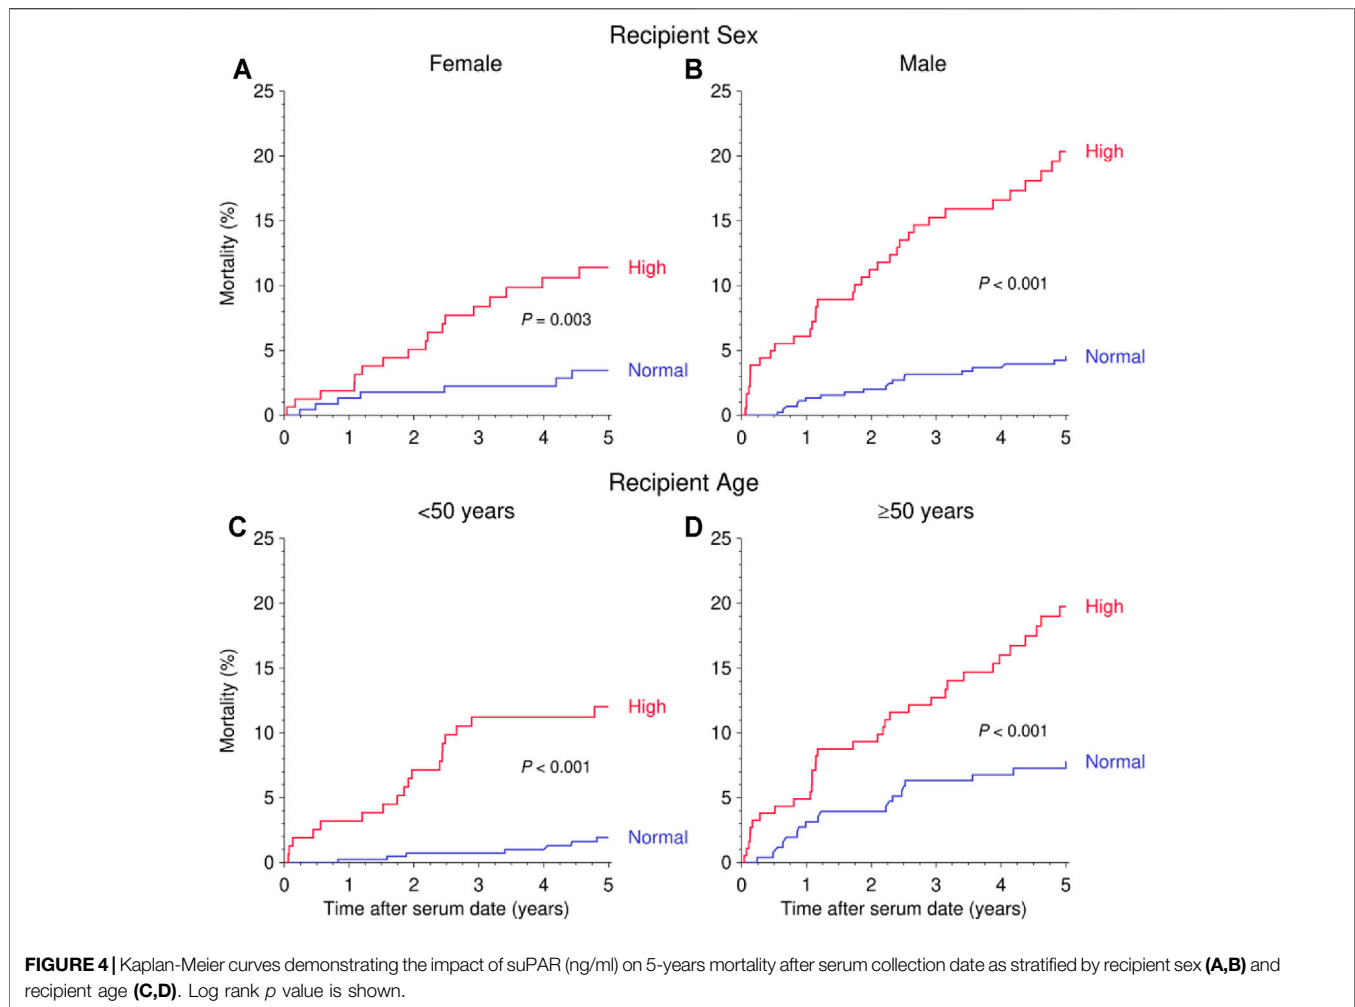 Recipient Sex
A
Female
B
Male
25
20
15
10
5
0
Mortality (%)
High
P = 0.003
Normal
0 1 2 3 4 5
25
20
15
10
5
0
High
P < 0.001
Normal
0 1 2 3 4 5
Recipient Age
C
<50 years
D
≥50 years
25
20
15
10
5
0
Mortality (%)
High
P < 0.001
Normal
0 1 2 3 4 5
Time after serum date (years)
25
20
15
10
5
0
High
P < 0.001
Normal
0 1 2 3 4 5
Time after serum date (years)
FIGURE 4 | Kaplan-Meier curves demonstrating the impact of suPAR (ng/ml) on 5-years mortality after serum collection date as stratified by recipient sex (A,B) and
recipient age (C,D). Log rank p value is shown.